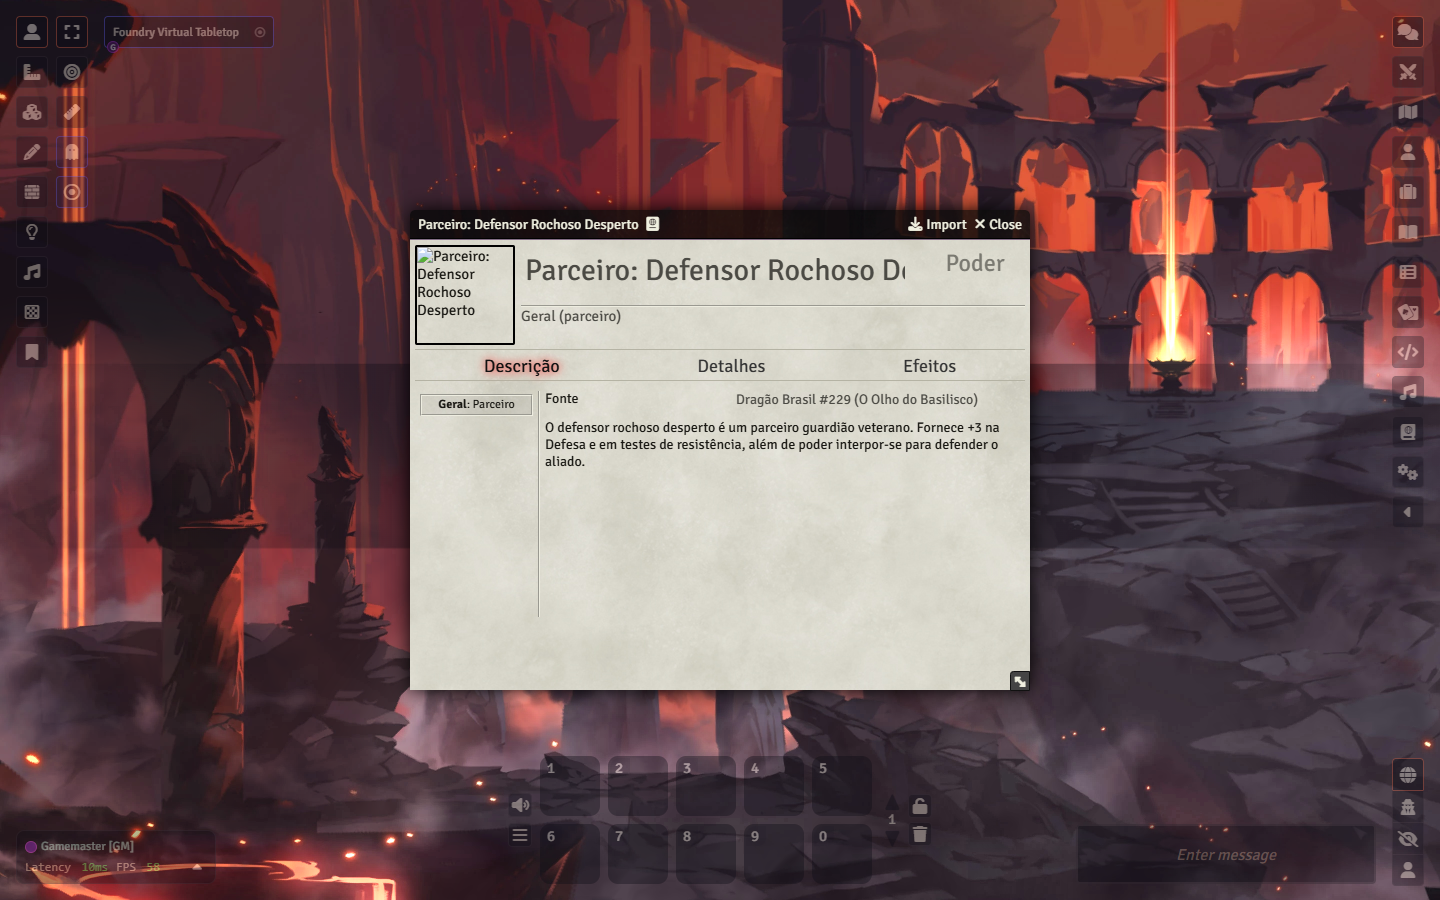 Foundry Virtual Tabletop
G
Parceiro: Defensor Rochoso Desperto
Import
Close
Parceiro:
Defensor
Rochoso
Desperto
Parceiro: Defensor Rochoso De
Poder
Geral (parceiro)
Descrição
Detalhes
Efeitos
Geral: Parceiro
Fonte
Dragão Brasil #229 (O Olho do Basilisco)
O defensor rochoso desperto é um parceiro guardião veterano. Fornece +3 na
Defesa e em testes de resistência, além de poder interpor-se para defender o
aliado.
1 2 3 4 5
1
6 7 8 9 0
Gamemaster [GM]
Latency 10ms FPS 58
Enter message